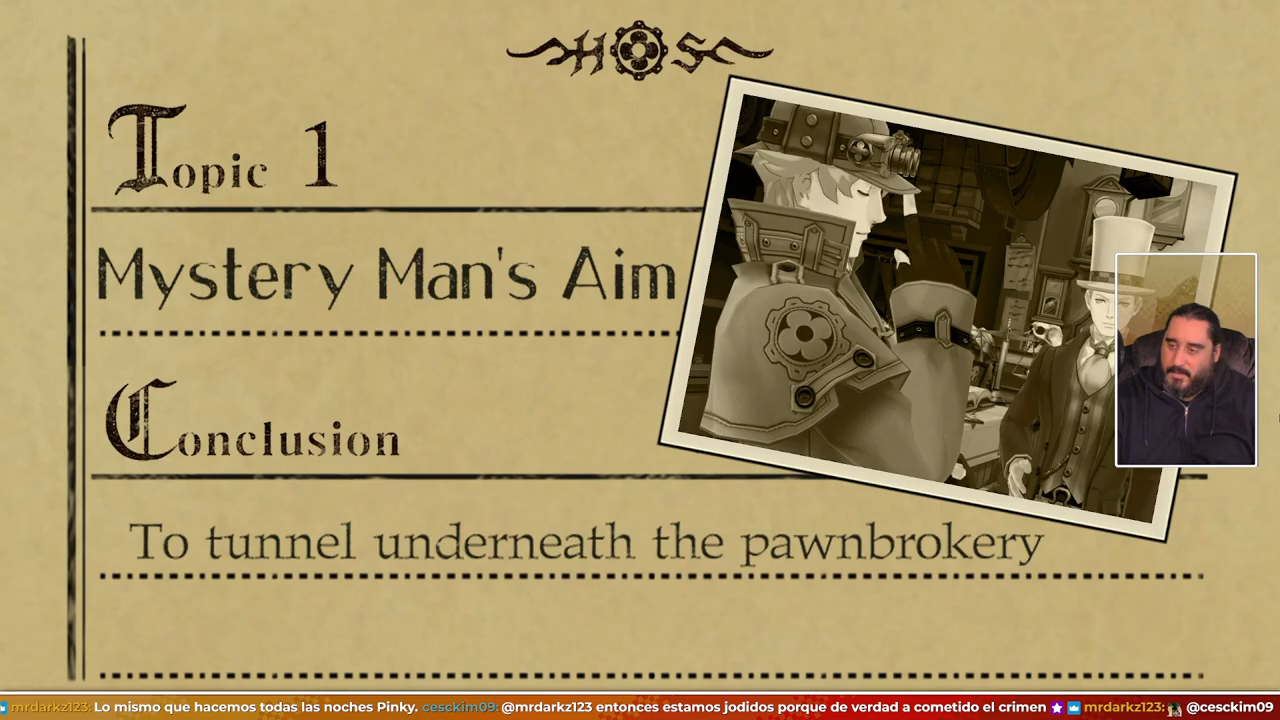 H S
Topic 1
Mystery Man's Aim
Conclusion
To tunnel underneath the pawnbrokery
mrdarkz123: Lo mismo que hacemos todas las noches Pinky. cesckim09: @mrdarkz123 entonces estamos jodidos porque de verdad a cometido el crimen mrdarkz123: @cesckim09